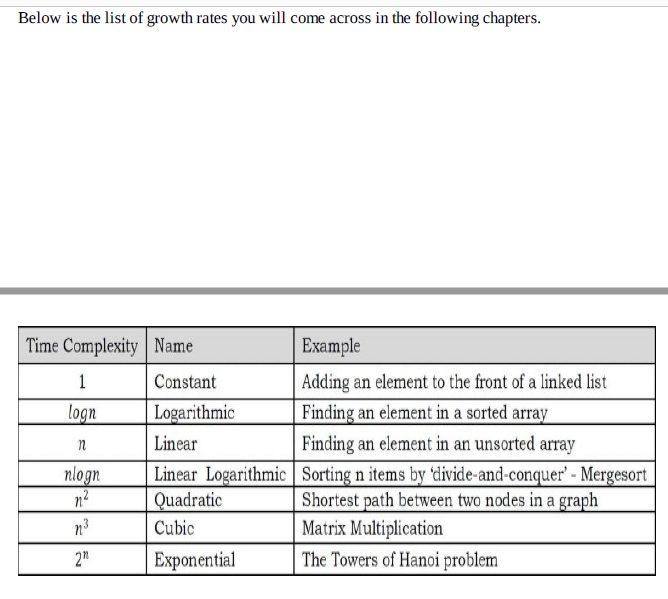 Below is the list of growth rates you will come across in the following chapters.
Time Complexity Name Example
1 Constant Adding an element to the front of a linked list
logn Logarithmic Finding an element in a sorted array
n Linear Finding an element in an unsorted array
nlogn Linear Logarithmic Sorting n items by ‘divide-and-conquer’ - Mergesort
n² Quadratic Shortest path between two nodes in a graph
n³ Cubic Matrix Multiplication
2ⁿ Exponential The Towers of Hanoi problem